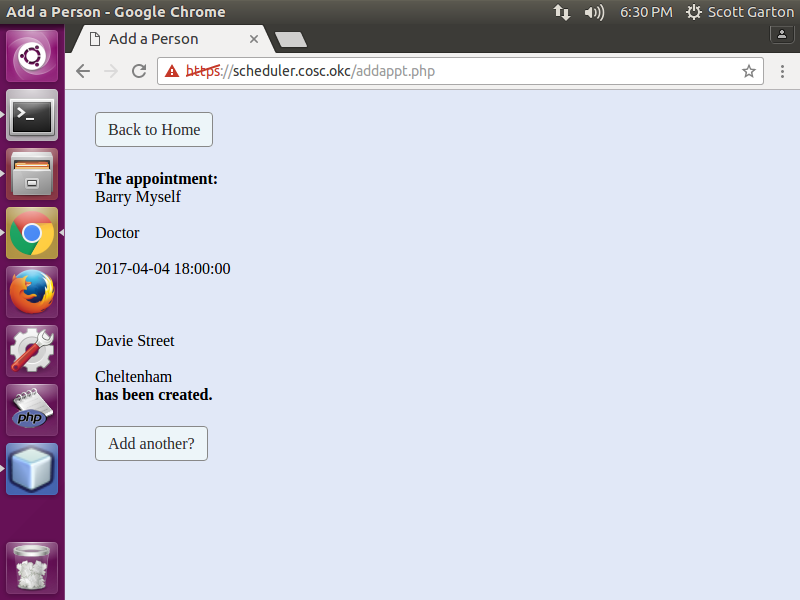 Add a Person - Google Chrome
6:30 PM
Scott Garton
Add a Person
https://scheduler.cosc.okc/addappt.php
Back to Home
The appointment:
Barry Myself
Doctor
2017-04-04 18:00:00
Davie Street
Cheltenham
has been created.
Add another?
php